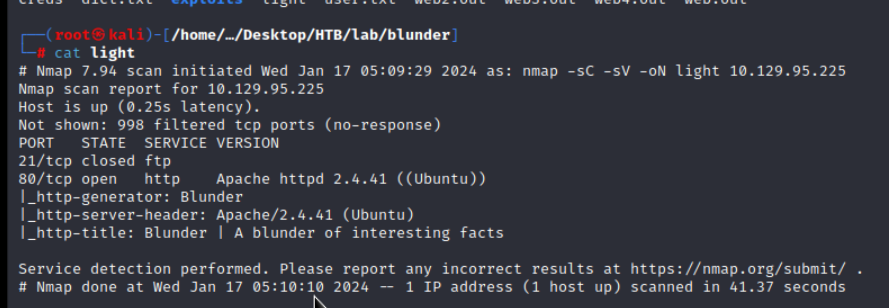 creds dict.txt exploits light user.txt web2.out web3.out web4.out web.out
┌──(root㉿kali)-[/home/…/Desktop/HTB/lab/blunder]
└─# cat light
# Nmap 7.94 scan initiated Wed Jan 17 05:09:29 2024 as: nmap -sC -sV -oN light 10.129.95.225
Nmap scan report for 10.129.95.225
Host is up (0.25s latency).
Not shown: 998 filtered tcp ports (no-response)
PORT   STATE  SERVICE VERSION
21/tcp closed ftp
80/tcp open   http    Apache httpd 2.4.41 ((Ubuntu))
|_http-generator: Blunder
|_http-server-header: Apache/2.4.41 (Ubuntu)
|_http-title: Blunder | A blunder of interesting facts
Service detection performed. Please report any incorrect results at https://nmap.org/submit/ .
# Nmap done at Wed Jan 17 05:10:10 2024 -- 1 IP address (1 host up) scanned in 41.37 seconds